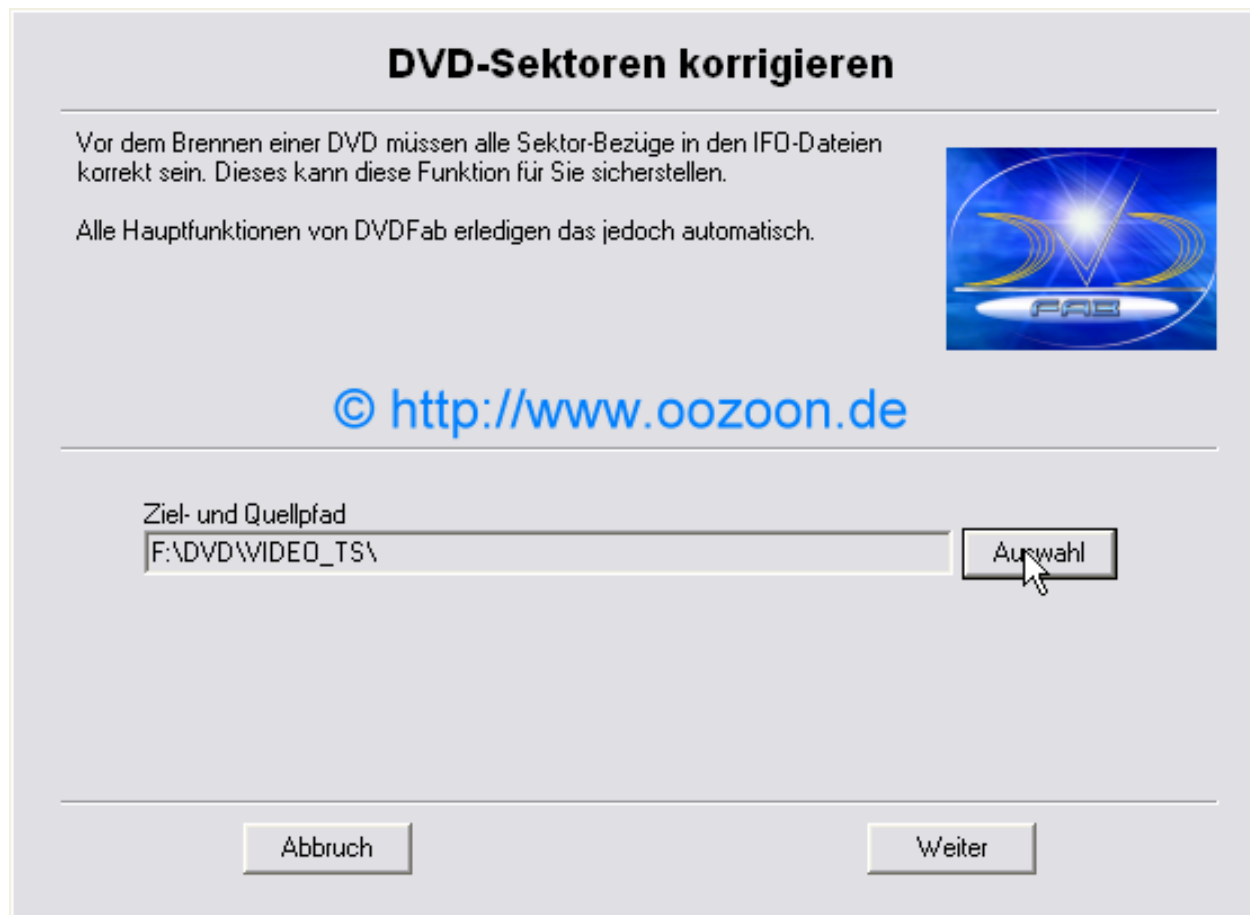 DVD-Sektoren korrigieren
Vor dem Brennen einer DVD müssen alle Sektor-Bezüge in den IFO-Dateien
korrekt sein. Dieses kann diese Funktion für Sie sicherstellen.
Alle Hauptfunktionen von DVDFab erledigen das jedoch automatisch.
DVD
FAB
© http://www.oozoon.de
Ziel- und Quellpfad
F:\DVD\VIDEO_TS\
Auswahl
Abbruch
Weiter